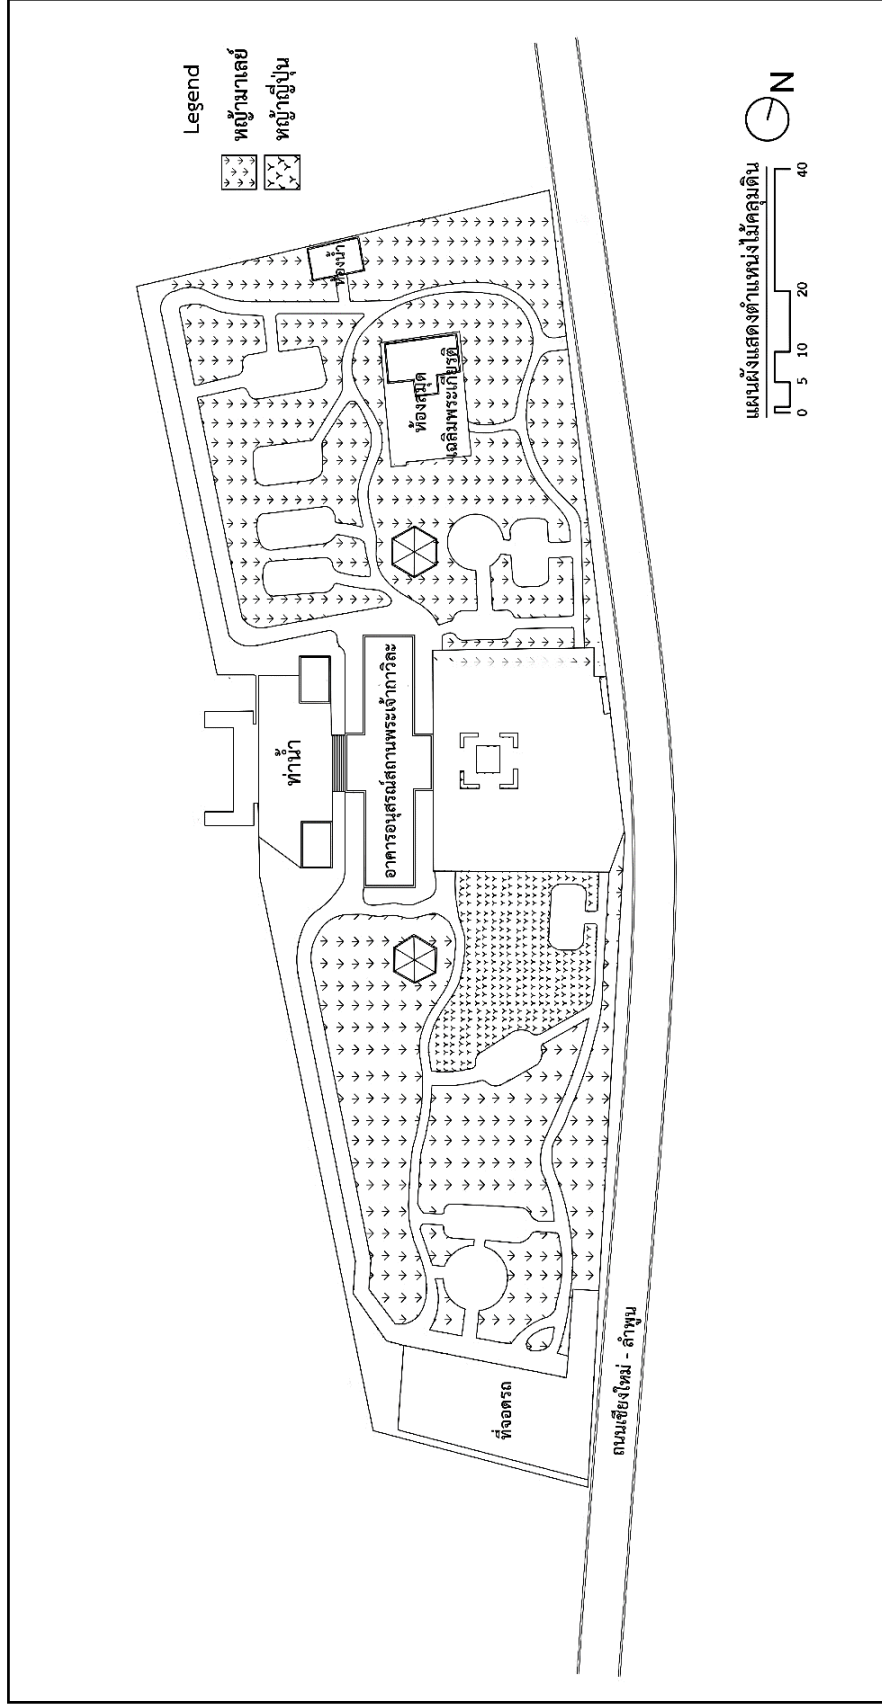 Legend
หญ้ามาเลย์
หญ้าญี่ปุ่น
ห้องน้ำ
ห้องสมุด
เฉลิมพระเกียรติ
ท่าน้ำ
อาคารอนุสรณ์สถานพระเจ้ากาวิละ
ที่จอดรถ
ถนนเชียงใหม่ - ลำพูน
แผนผังแสดงตำแหน่งไม้คลุมดิน
0 5 10 20 40
N